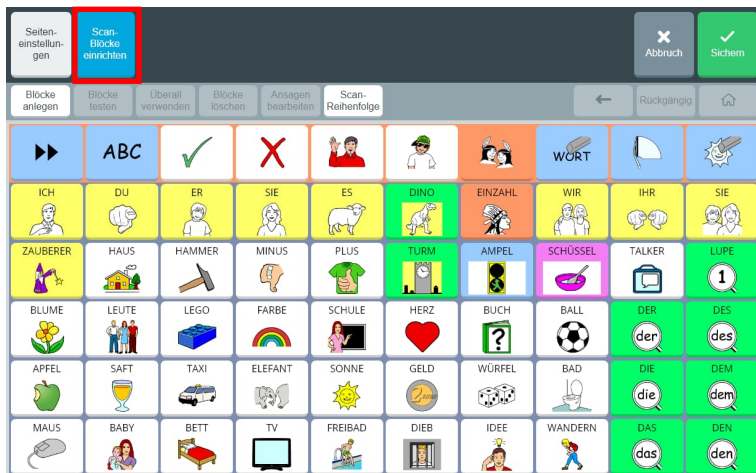 Seiten-
einstellun-
gen
Scan-
Blöcke
einrichten
Abbruch
Sichern
Blöcke
anlegen
Blöcke
testen
Überall
verwenden
Blöcke
löschen
Ansagen
bearbeiten
Scan-
Reihenfolge
Rückgängig
ABC
WORT
ICH
DU
ER
SIE
ES
DINO
EINZAHL
WIR
IHR
SIE
ZAUBERER
HAUS
HAMMER
MINUS
PLUS
TURM
AMPEL
SCHÜSSEL
TALKER
LUPE
1
BLUME
LEUTE
LEGO
FARBE
SCHULE
HERZ
BUCH
?
BALL
DER
der
DES
des
APFEL
SAFT
TAXI
ELEFANT
SONNE
GELD
WÜRFEL
BAD
DIE
die
DEM
dem
MAUS
BABY
BETT
TV
FREIBAD
DIEB
IDEE
WANDERN
DAS
das
DEN
den